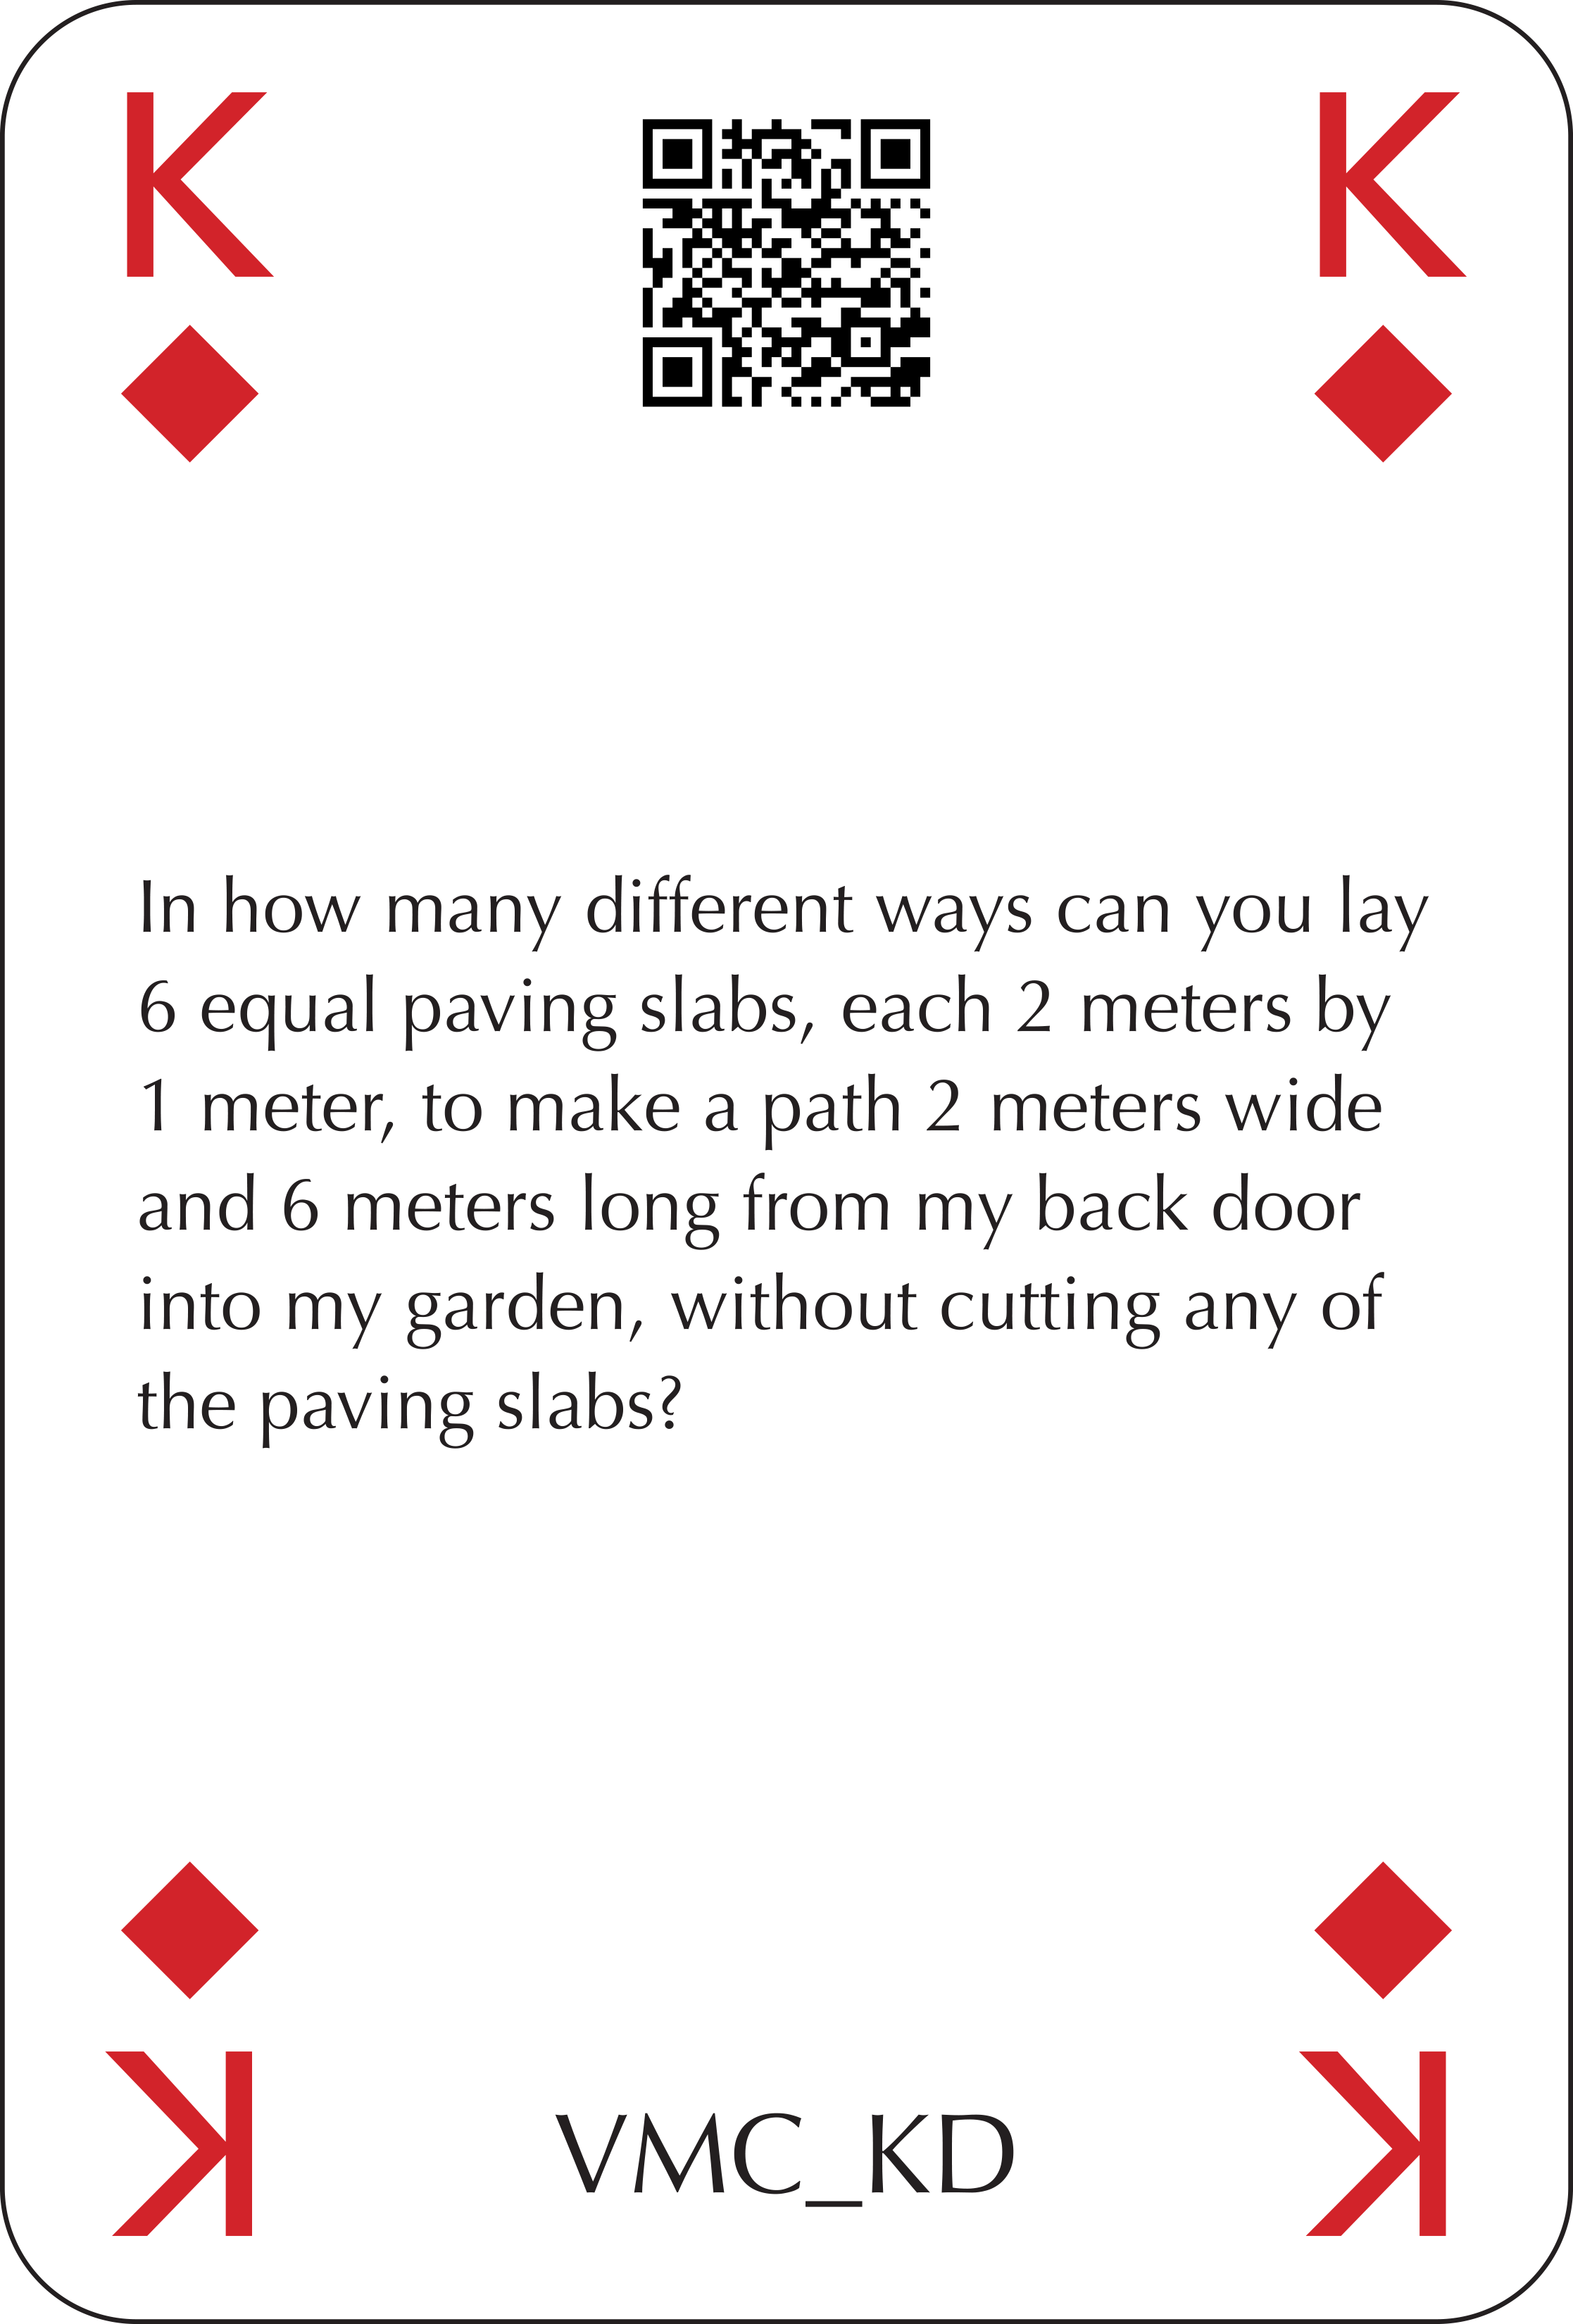 K K
In how many different ways can you lay
6 equal paving slabs, each 2 meters by
1 meter, to make a path 2 meters wide
and 6 meters long from my back door
into my garden, without cutting any of
the paving slabs?
K VMC_KD K